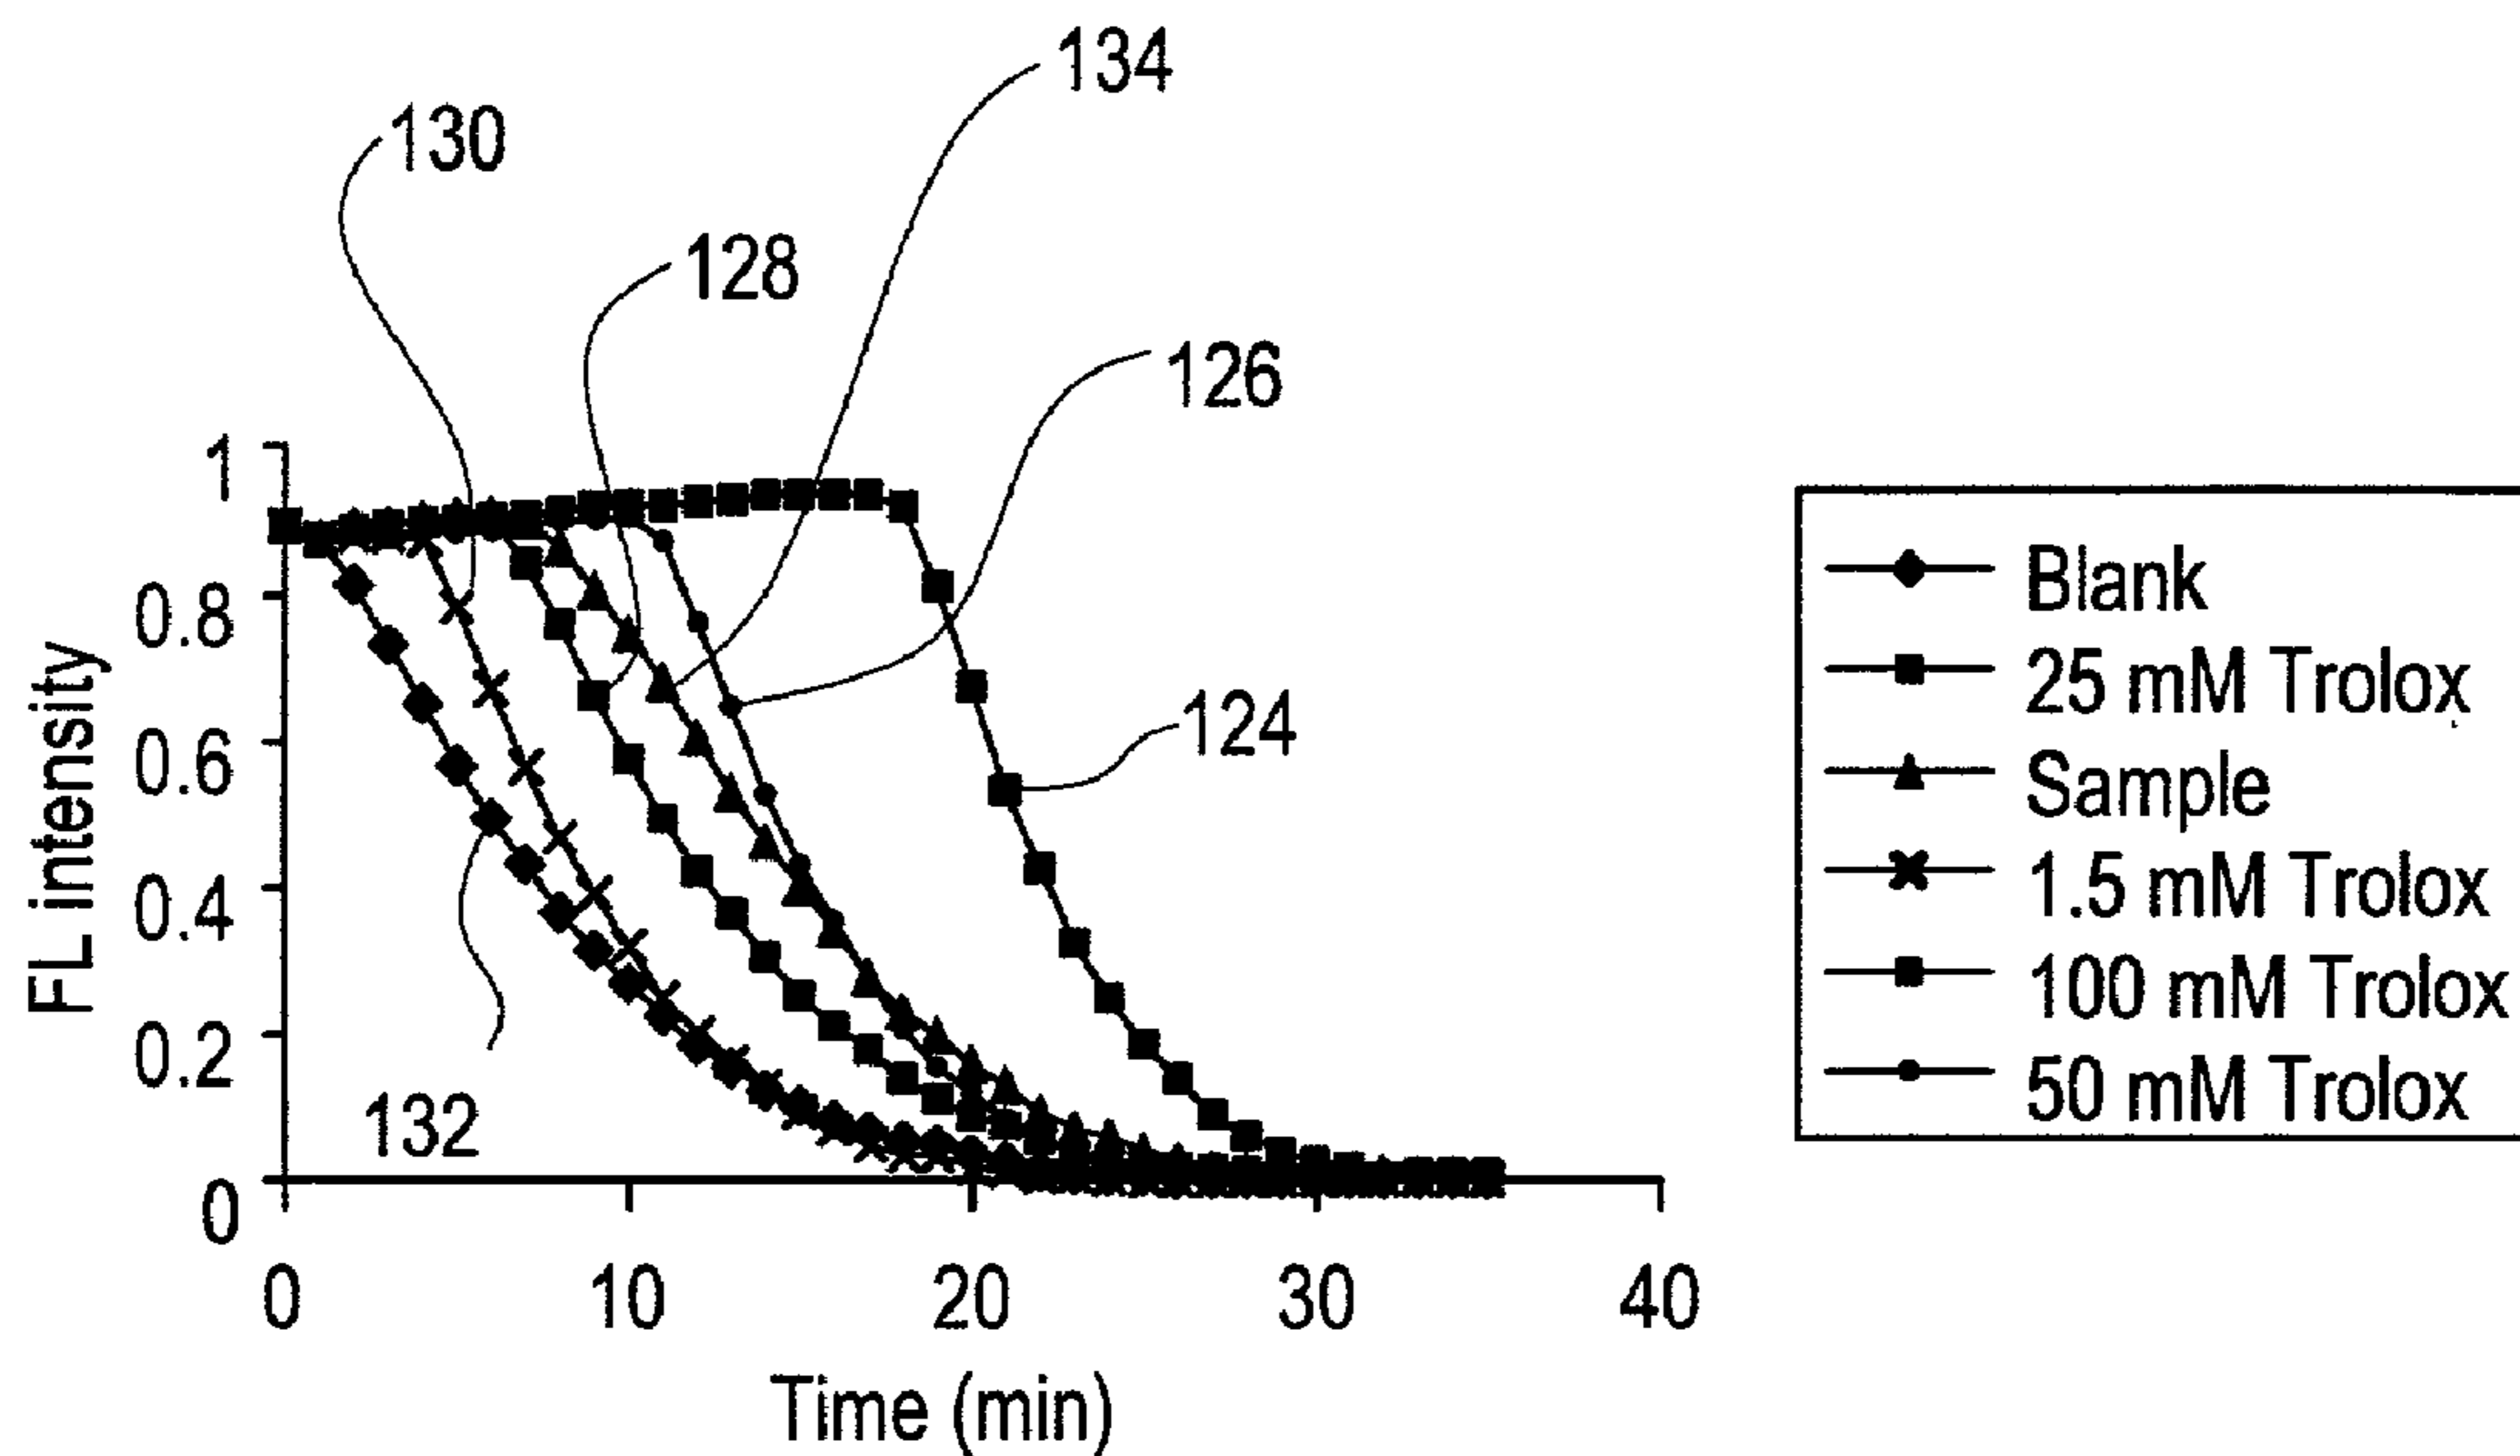 134
130
128
126
1
0.8
0.6
0.4
0.2
0
FL intensity
124
132
0
10
20
30
40
Time (min)
Blank
25 mM Trolox
Sample
1.5 mM Trolox
100 mM Trolox
50 mM Trolox